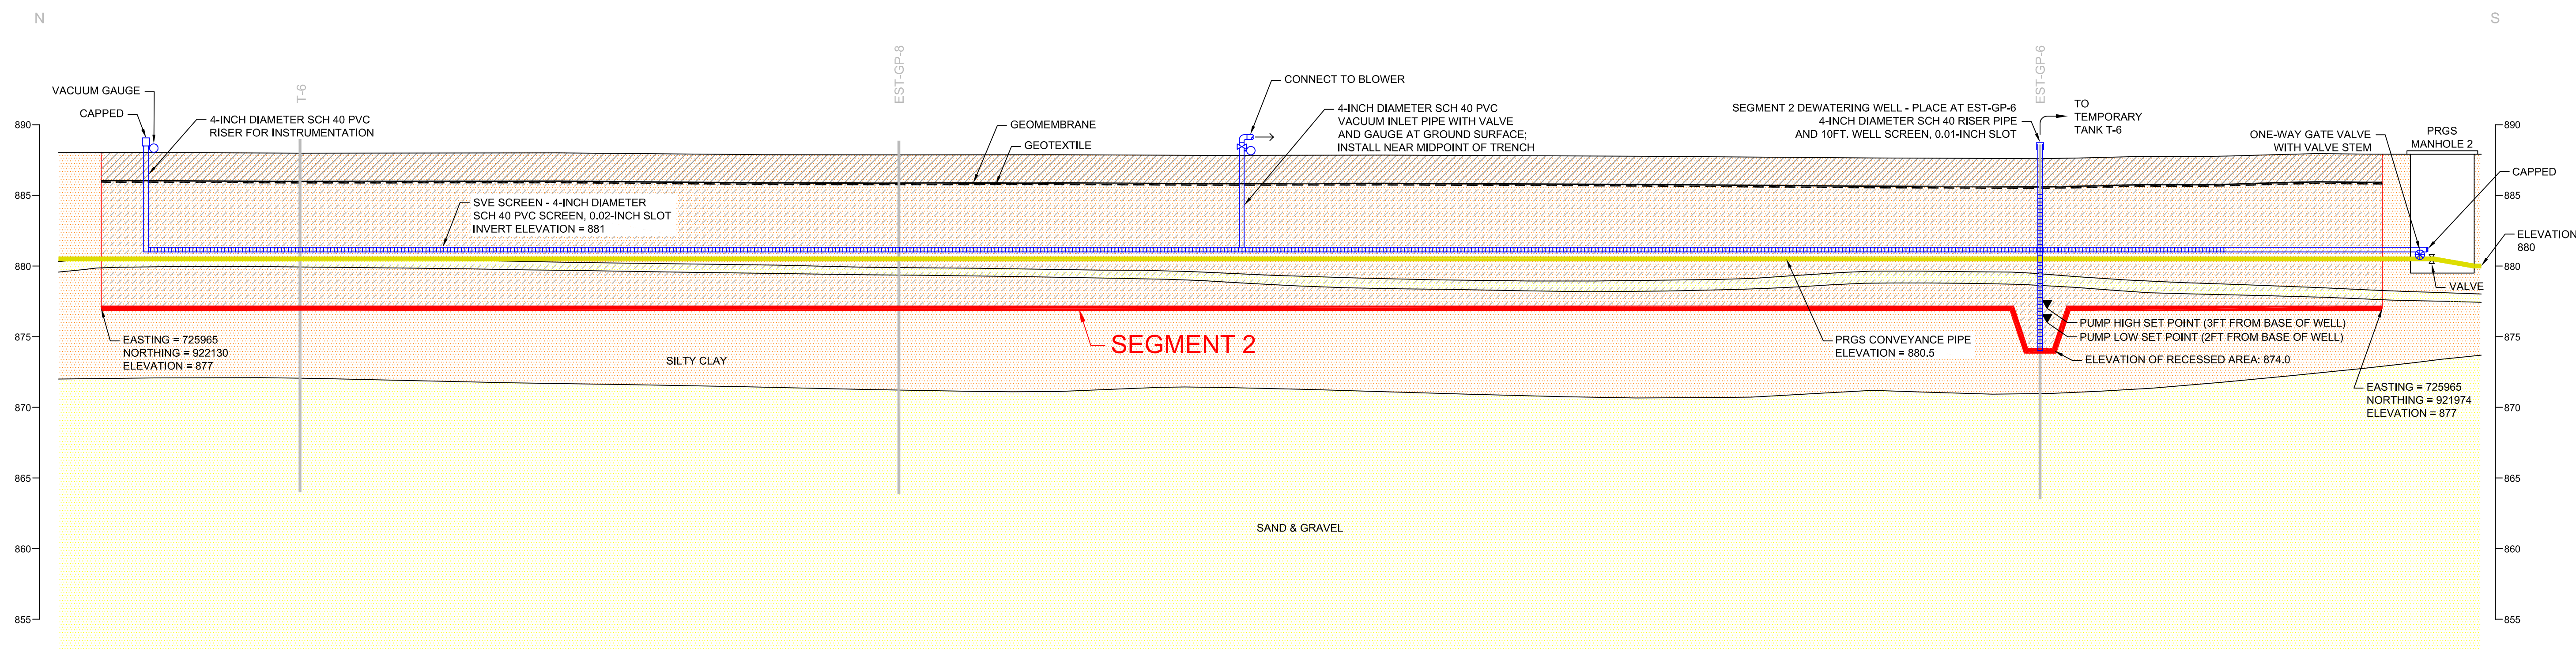 N
S
T-6
EST-GP-8
EST-GP-6
VACUUM GAUGE
CAPPED
4-INCH DIAMETER SCH 40 PVC
RISER FOR INSTRUMENTATION
GEOMEMBRANE
GEOTEXTILE
CONNECT TO BLOWER
4-INCH DIAMETER SCH 40 PVC
VACUUM INLET PIPE WITH VALVE
AND GAUGE AT GROUND SURFACE;
INSTALL NEAR MIDPOINT OF TRENCH
SEGMENT 2 DEWATERING WELL - PLACE AT EST-GP-6
4-INCH DIAMETER SCH 40 RISER PIPE
AND 10FT. WELL SCREEN, 0.01-INCH SLOT
TO
TEMPORARY
TANK T-6
ONE-WAY GATE VALVE
WITH VALVE STEM
PRGS
MANHOLE 2
CAPPED
ELEVATION
880
VALVE
SVE SCREEN - 4-INCH DIAMETER
SCH 40 PVC SCREEN, 0.02-INCH SLOT
INVERT ELEVATION = 881
EASTING = 725965
NORTHING = 922130
ELEVATION = 877
SILTY CLAY
SEGMENT 2
PRGS CONVEYANCE PIPE
ELEVATION = 880.5
PUMP HIGH SET POINT (3FT FROM BASE OF WELL)
PUMP LOW SET POINT (2FT FROM BASE OF WELL)
ELEVATION OF RECESSED AREA: 874.0
EASTING = 725965
NORTHING = 921974
ELEVATION = 877
SAND & GRAVEL
890
885
880
875
870
865
860
855
890
885
880
875
870
865
860
855